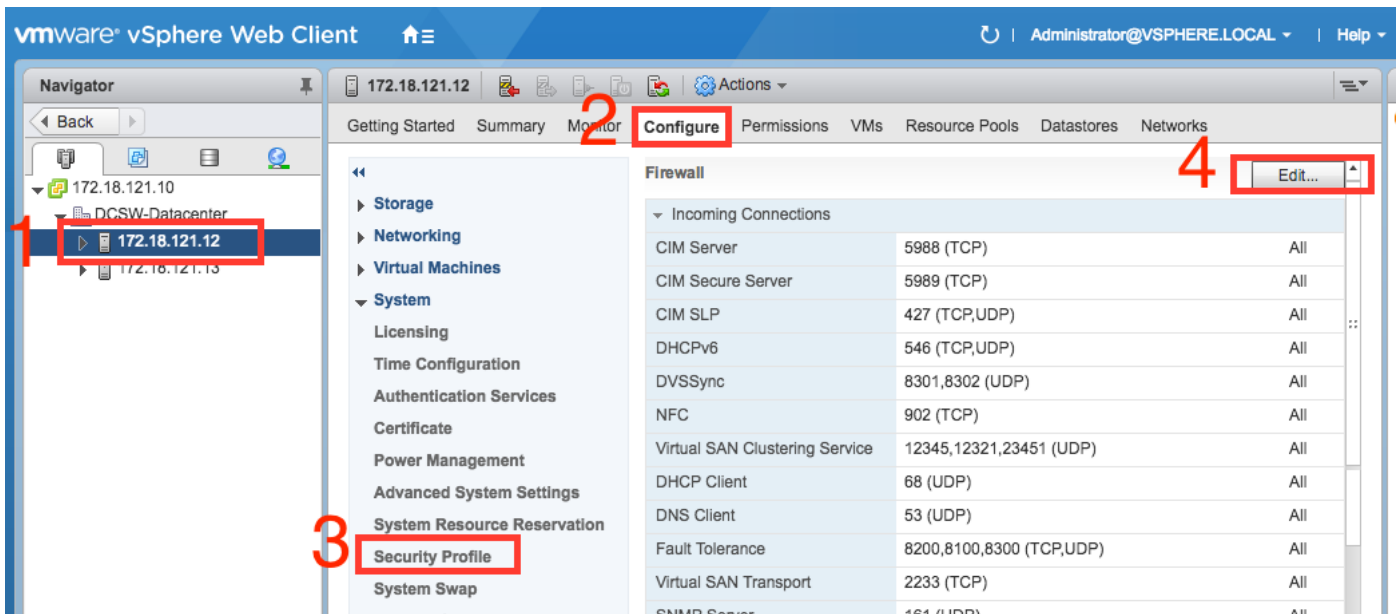 vmware® vSphere Web Client
Administrator@VSPHERE.LOCAL | Help
Navigator
Back
172.18.121.10
DCSW-Datacenter
1
172.18.121.12
172.18.121.13
172.18.121.12 Actions
2
Getting Started Summary Monitor Configure Permissions VMs Resource Pools Datastores Networks
Storage
Networking
Virtual Machines
System
Licensing
Time Configuration
Authentication Services
Certificate
Power Management
Advanced System Settings
System Resource Reservation
3
Security Profile
System Swap
Firewall
4
Edit...
Incoming Connections
CIM Server 5988 (TCP) All
CIM Secure Server 5989 (TCP) All
CIM SLP 427 (TCP,UDP) All
DHCPv6 546 (TCP,UDP) All
DVSSync 8301,8302 (UDP) All
NFC 902 (TCP) All
Virtual SAN Clustering Service 12345,12321,23451 (UDP) All
DHCP Client 68 (UDP) All
DNS Client 53 (UDP) All
Fault Tolerance 8200,8100,8300 (TCP,UDP) All
Virtual SAN Transport 2233 (TCP) All
SNMP Server 161 (UDP) All